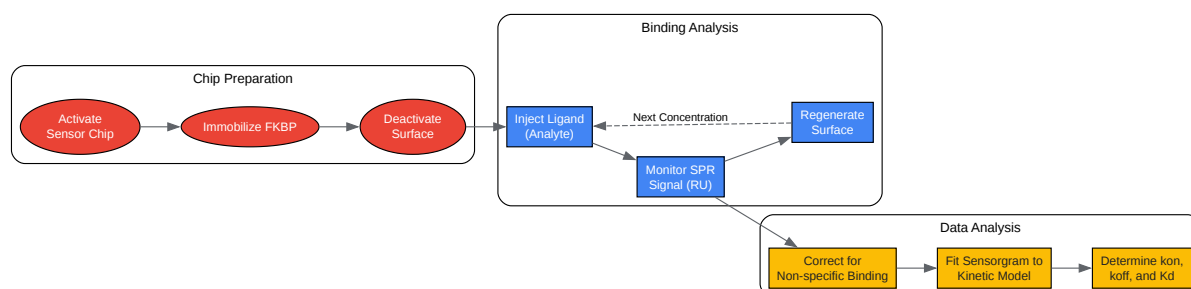 Binding Analysis
Chip Preparation
Activate
Sensor Chip
Immobilize FKBP
Deactivate
Surface
Inject Ligand
(Analyte)
Next Concentration
Regenerate
Surface
Monitor SPR
Signal (RU)
Data Analysis
Correct for
Non-specific Binding
Fit Sensorgram to
Kinetic Model
Determine kon,
koff, and Kd